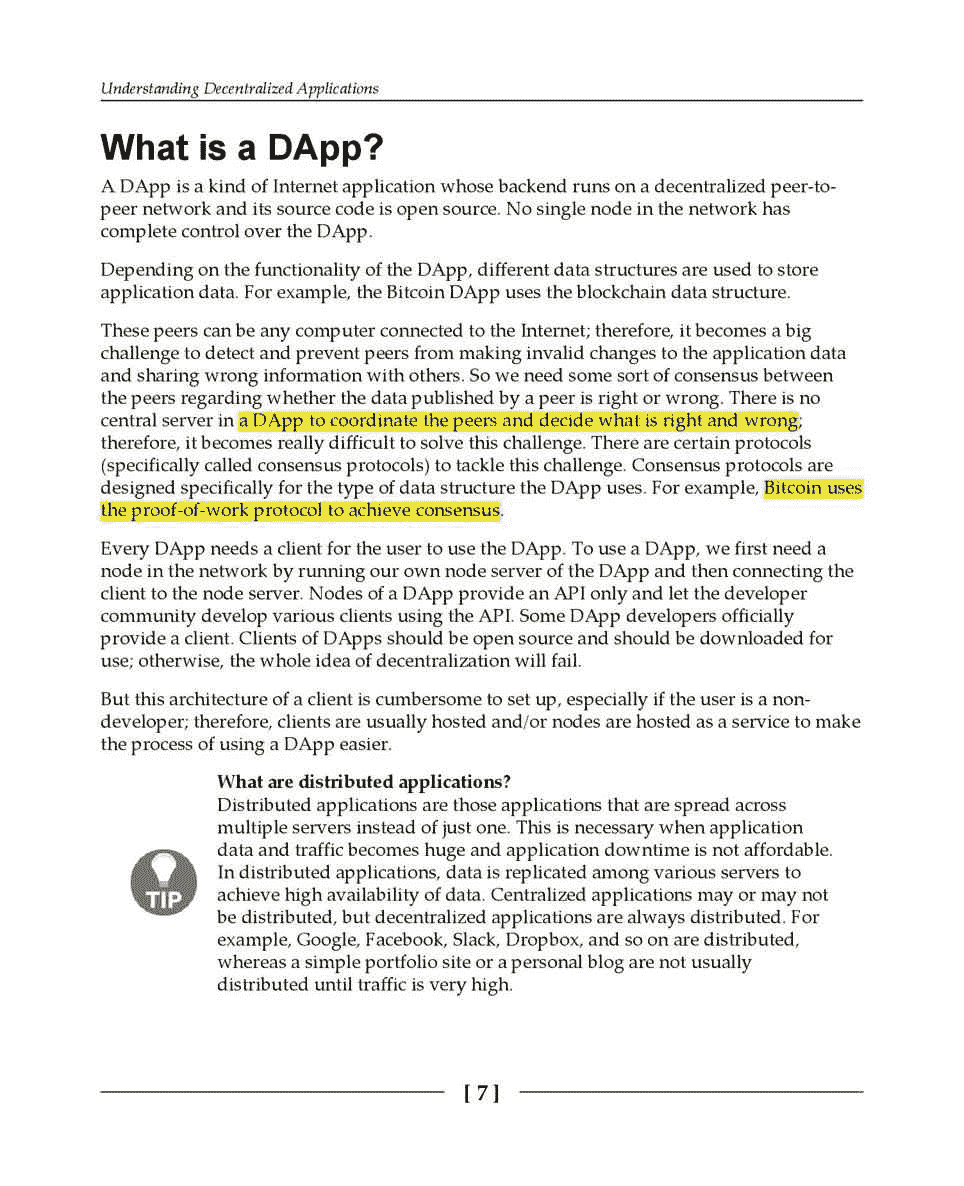 Understanding Decentralized Applications
What is a DApp?
A DApp is a kind of Internet application whose backend runs on a decentralized peer-to-
peer network and its source code is open source. No single node in the network has
complete control over the DApp.
Depending on the functionality of the DApp, different data structures are used to store
application data. For example, the Bitcoin DApp uses the blockchain data structure.
These peers can be any computer connected to the Internet; therefore, it becomes a big
challenge to detect and prevent peers from making invalid changes to the application data
and sharing wrong information with others. So we need some sort of consensus between
the peers regarding whether the data published by a peer is right or wrong. There is no
central server in a DApp to coordinate the peers and decide what is right and wrong;
therefore, it becomes really difficult to solve this challenge. There are certain protocols
(specifically called consensus protocols) to tackle this challenge. Consensus protocols are
designed specifically for the type of data structure the DApp uses. For example, Bitcoin uses
the proof-of-work protocol to achieve consensus.
Every DApp needs a client for the user to use the DApp. To use a DApp, we first need a
node in the network by running our own node server of the DApp and then connecting the
client to the node server. Nodes of a DApp provide an API only and let the developer
community develop various clients using the API. Some DApp developers officially
provide a client. Clients of DApps should be open source and should be downloaded for
use; otherwise, the whole idea of decentralization will fail.
But this architecture of a client is cumbersome to set up, especially if the user is a non-
developer; therefore, clients are usually hosted and/or nodes are hosted as a service to make
the process of using a DApp easier.
What are distributed applications?
Distributed applications are those applications that are spread across
multiple servers instead of just one. This is necessary when application
data and traffic becomes huge and application downtime is not affordable.
In distributed applications, data is replicated among various servers to
achieve high availability of data. Centralized applications may or may not
be distributed, but decentralized applications are always distributed. For
example, Google, Facebook, Slack, Dropbox, and so on are distributed,
whereas a simple portfolio site or a personal blog are not usually
distributed until traffic is very high.
TIP
[ 7 ]